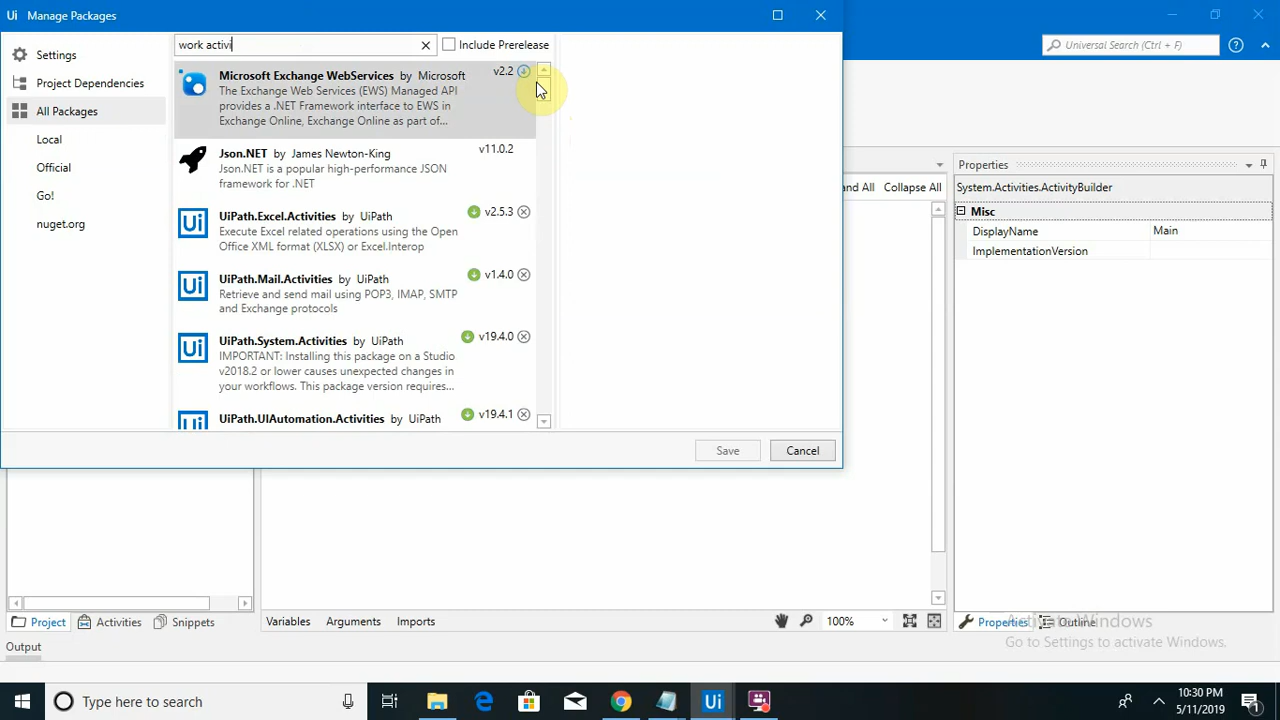 Ui Manage Packages
Universal Search (Ctrl + F)
Settings
Project Dependencies
All Packages
Local
Official
Go!
nuget.org
work activi
Include Prerelease
Microsoft Exchange WebServices by Microsoft v2.2
The Exchange Web Services (EWS) Managed API
provides a .NET Framework interface to EWS in
Exchange Online, Exchange Online as part of...
Json.NET by James Newton-King v11.0.2
Json.NET is a popular high-performance JSON
framework for .NET
Ui UiPath.Excel.Activities by UiPath v2.5.3
Execute Excel related operations using the Open
Office XML format (XLSX) or Excel.Interop
Ui UiPath.Mail.Activities by UiPath v1.4.0
Retrieve and send mail using POP3, IMAP, SMTP
and Exchange protocols
Ui UiPath.System.Activities by UiPath v19.4.0
IMPORTANT: Installing this package on a Studio
v2018.2 or lower causes unexpected changes in
your workflows. This package version requires...
Ui UiPath.UIAutomation.Activities by UiPath v19.4.1
Save
Cancel
and All Collapse All
Properties
System.Activities.ActivityBuilder
Misc
DisplayName Main
ImplementationVersion
Project
Activities
Snippets
Variables
Arguments
Imports
100%
Properties
Outline
Activate Windows
Go to Settings to activate Windows.
Output
Type here to search
Ui
10:30 PM
5/11/2019
1